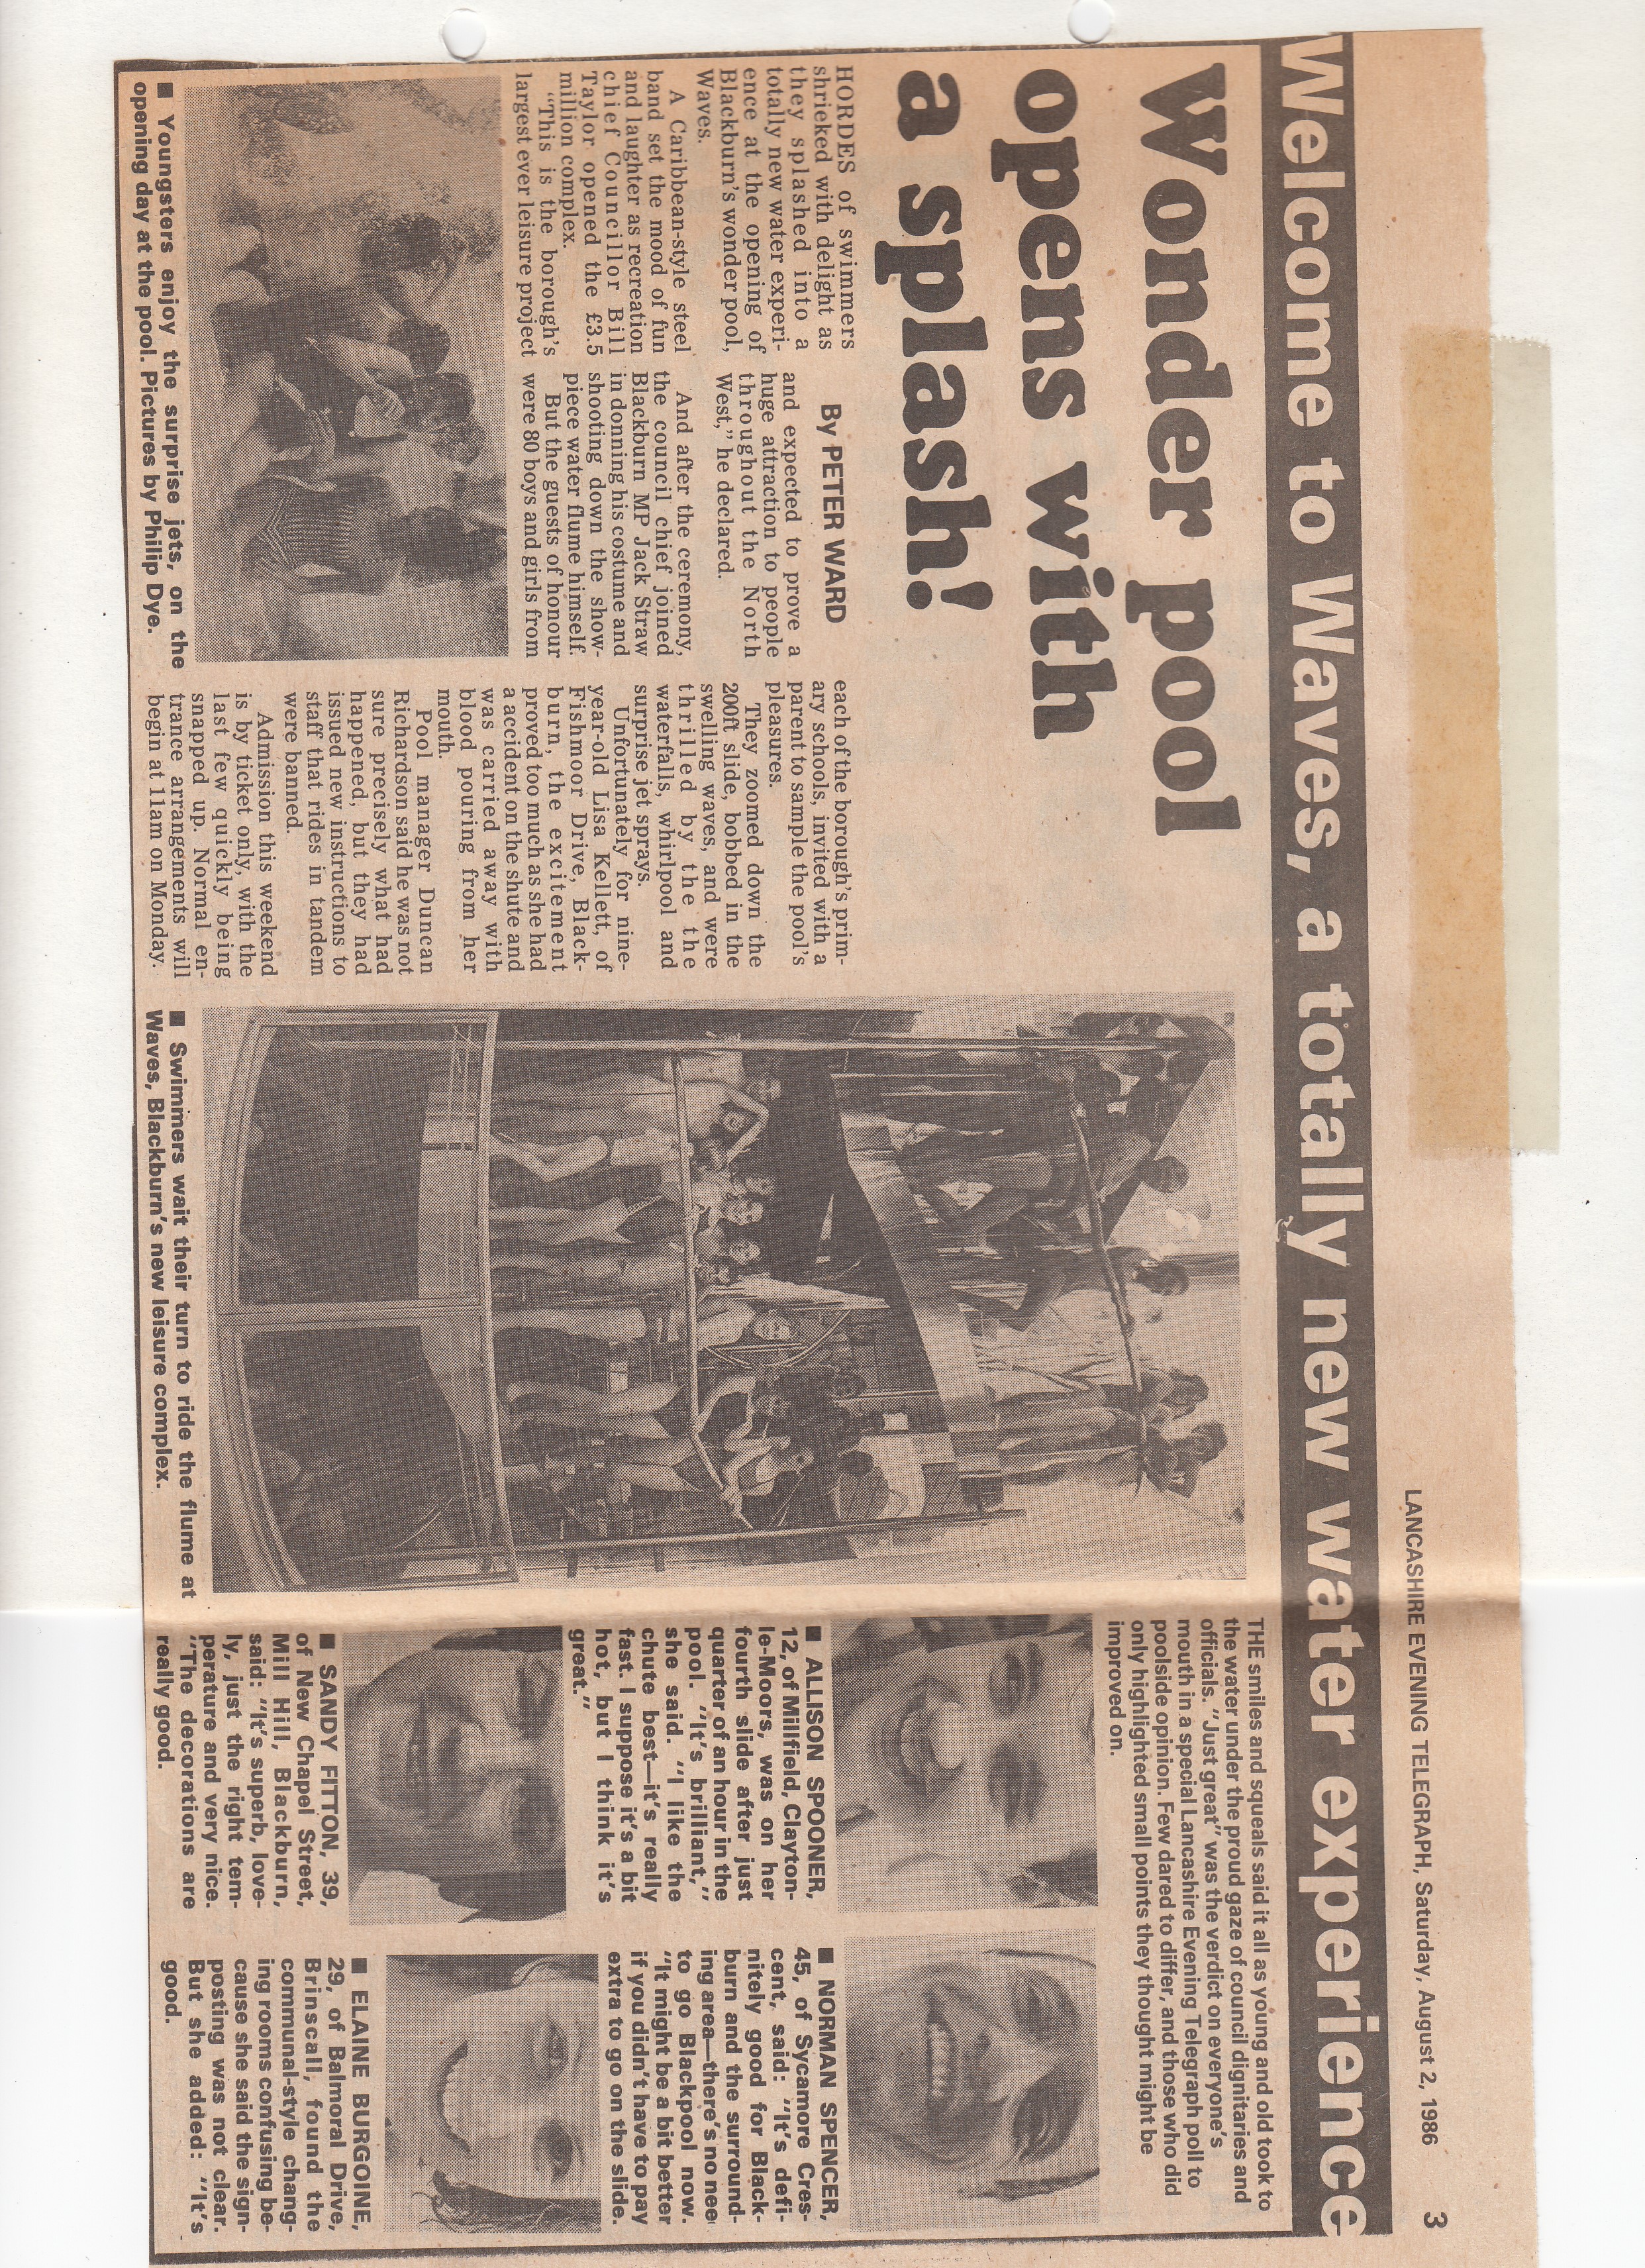 LANCASHIRE EVENING TELEGRAPH, Saturday, August 2, 1986 3
Welcome to Waves, a totally new water experience
Wonder pool
opens with
a splash!
HORDES of swimmers
shrieked with delight as
they splashed into a
totally new water experi-
ence at the opening of
Blackburn's wonder pool,
Waves.
A Caribbean-style steel
band set the mood of fun
and laughter as recreation
chief Councillor Bill
Taylor opened the £3.5
million complex.
"This is the borough's
largest ever leisure project
By PETER WARD
and expected to prove a
huge attraction to people
throughout the North
West," he declared.
And after the ceremony,
the council chief joined
Blackburn MP Jack Straw
in donning his costume and
shooting down the show-
piece water flume himself.
But the guests of honour
were 80 boys and girls from
each of the borough's prim-
ary schools, invited with a
parent to sample the pool's
pleasures.
They zoomed down the
200ft slide, bobbed in the
swelling waves, and were
thrilled by the the
waterfalls, whirlpool and
surprise jet sprays.
Unfortunately for nine-
year-old Lisa Kellett, of
Fishmoor Drive, Black-
burn, the excitement
proved too much as she had
a accident on the shute and
was carried away with
blood pouring from her
mouth.
Pool manager Duncan
Richardson said he was not
sure precisely what had
happened, but they had
issued new instructions to
staff that rides in tandem
were banned.
Admission this weekend
is by ticket only, with the
last few quickly being
snapped up. Normal en-
trance arrangements will
begin at 11am on Monday.
■ Youngsters enjoy the surprise jets, on the
opening day at the pool. Pictures by Philip Dye.
■ Swimmers wait their turn to ride the flume at
Waves, Blackburn's new leisure complex.
THE smiles and squeals said it all as young and old took to
the water under the proud gaze of council dignitaries and
officials. "Just great" was the verdict on everyone's
mouth in a special Lancashire Evening Telegraph poll to
poolside opinion. Few dared to differ, and those who did
only highlighted small points they thought might be
improved on.
■ ALLISON SPOONER,
12, of Millfield, Clayton-
le-Moors, was on her
fourth slide after just
quarter of an hour in the
pool. "It's brilliant,"
she said. "I like the
chute best—it's really
fast. I suppose it's a bit
hot, but I think it's
great."
■ NORMAN SPENCER,
45, of Sycamore Cres-
cent, said: "It's defi-
nitely good for Black-
burn and the surround-
ing area—there's no nee
to go Blackpool now.
"It might be a bit better
if you didn't have to pay
extra to go on the slide.
■ SANDY FITTON, 39,
of New Chapel Street,
Mill Hill, Blackburn,
said: "It's superb, love-
ly, just the right tem-
perature and very nice.
"The decorations are
really good.
■ ELAINE BURGOINE,
29, of Balmoral Drive,
Brinscall, found the
communal-style chang-
ing rooms confusing be-
cause she said the sign-
posting was not clear.
But she added: "It's
good.